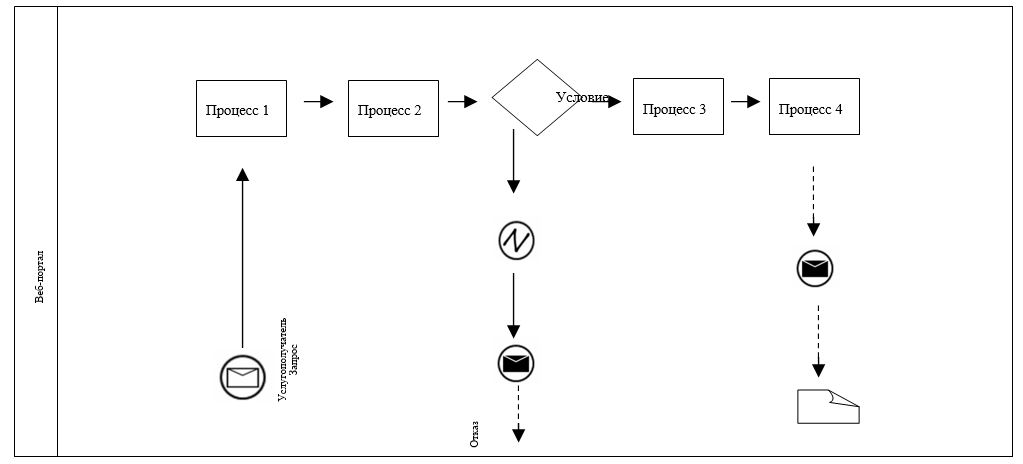 Процесс 1
Процесс 2
Условие
Процесс 3
Процесс 4
Веб-портал
Услугополучатель
Запрос
Отказ